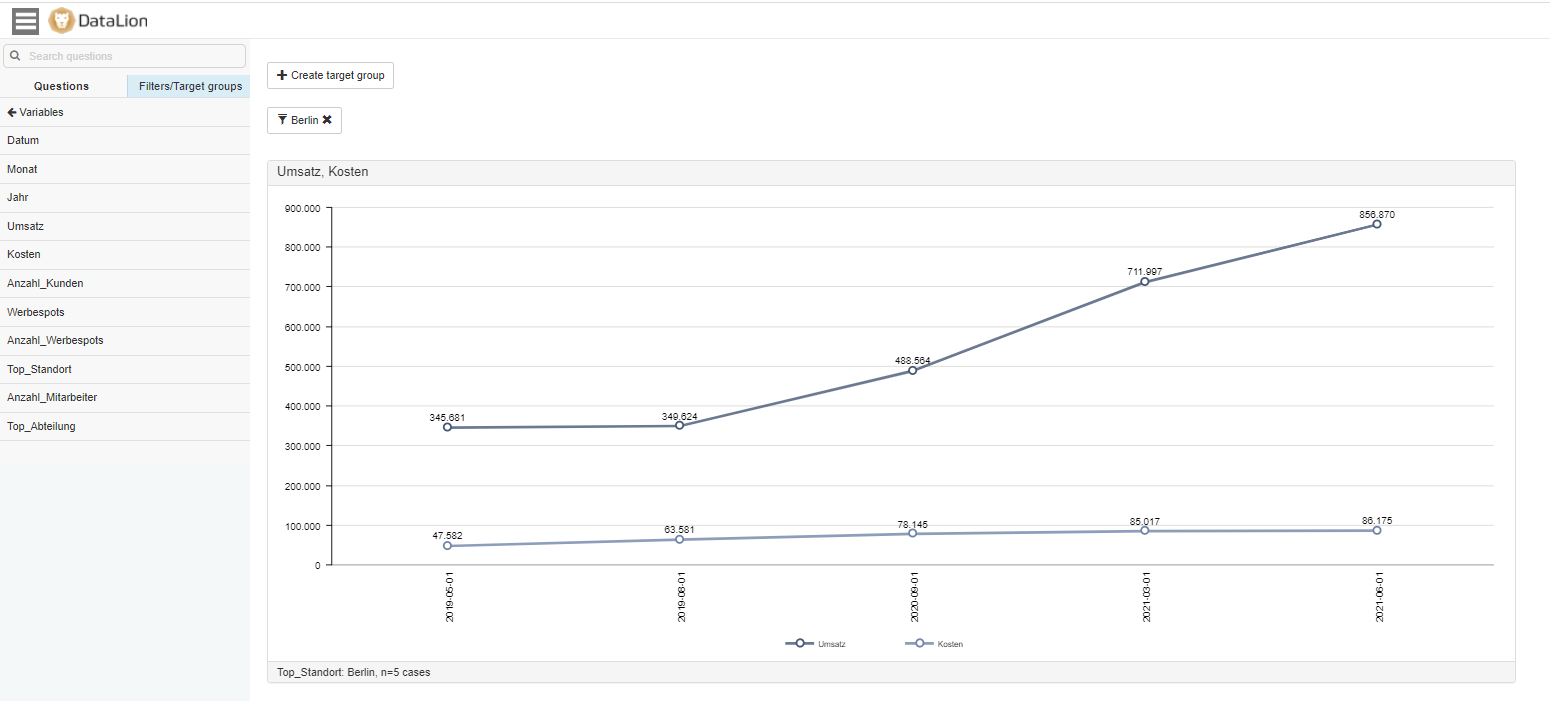 DataLion
Search questions
Questions Filters/Target groups
Variables
Datum
Monat
Jahr
Umsatz
Kosten
Anzahl_Kunden
Werbespots
Anzahl_Werbespots
Top_Standort
Anzahl_Mitarbeiter
Top_Abteilung
Create target group
Berlin
Umsatz, Kosten
900.000
800.000
700.000
600.000
500.000
400.000
300.000
200.000
100.000
0
345.681
349.624
488.564
711.997
856.870
47.582
63.581
78.145
85.017
86.175
2019-05-01
2019-08-01
2020-09-01
2021-03-01
2021-06-01
Umsatz Kosten
Top_Standort: Berlin, n=5 cases